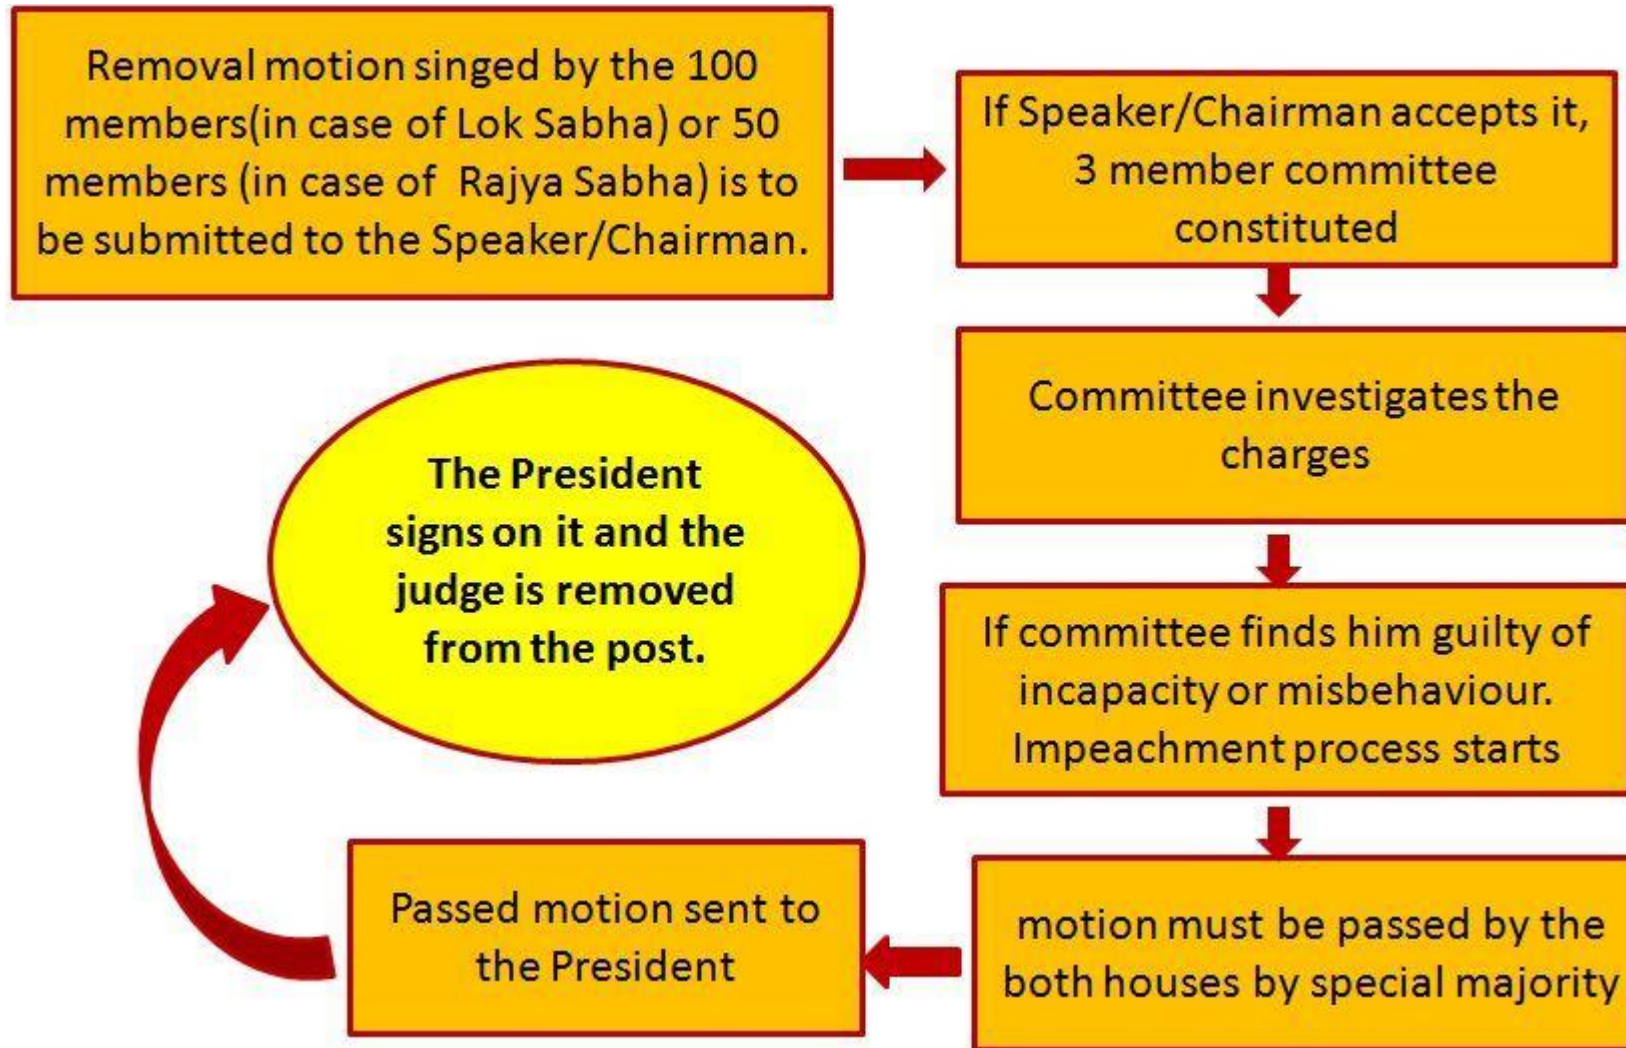 Removal motion singed by the 100
members(in case of Lok Sabha) or 50
members (in case of Rajya Sabha) is to
be submitted to the Speaker/Chairman.
If Speaker/Chairman accepts it,
3 member committee
constituted
Committee investigates the
charges
If committee finds him guilty of
incapacity or misbehaviour.
Impeachment process starts
motion must be passed by the
both houses by special majority
Passed motion sent to
the President
The President
signs on it and the
judge is removed
from the post.